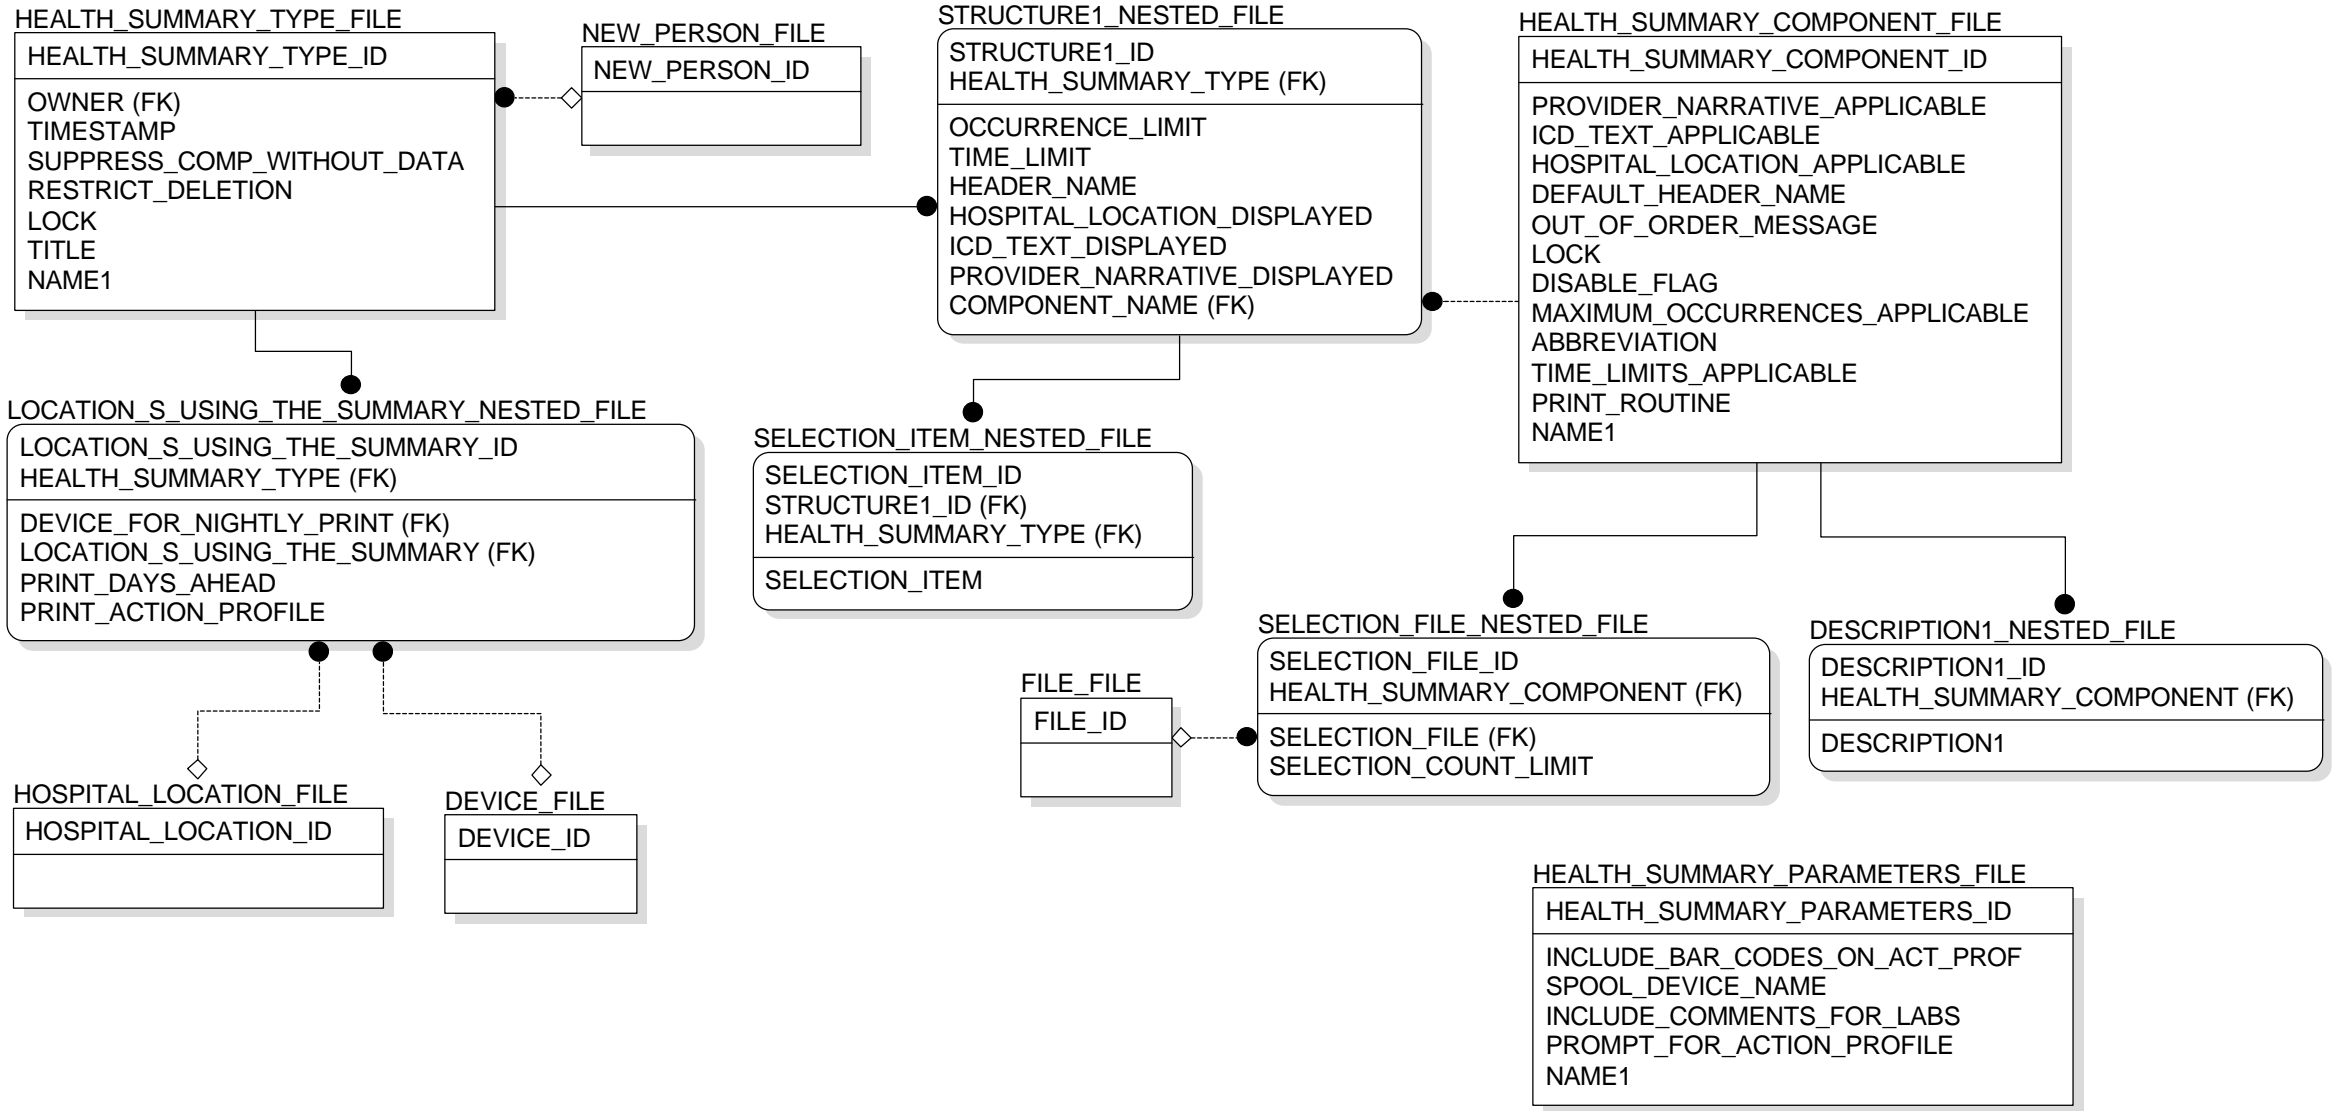 HEALTH_SUMMARY_TYPE_FILE
HEALTH_SUMMARY_TYPE_ID
OWNER (FK)
TIMESTAMP
SUPPRESS_COMP_WITHOUT_DATA
RESTRICT_DELETION
LOCK
TITLE
NAME1
NEW_PERSON_FILE
NEW_PERSON_ID
STRUCTURE1_NESTED_FILE
STRUCTURE1_ID
HEALTH_SUMMARY_TYPE (FK)
OCCURRENCE_LIMIT
TIME_LIMIT
HEADER_NAME
HOSPITAL_LOCATION_DISPLAYED
ICD_TEXT_DISPLAYED
PROVIDER_NARRATIVE_DISPLAYED
COMPONENT_NAME (FK)
HEALTH_SUMMARY_COMPONENT_FILE
HEALTH_SUMMARY_COMPONENT_ID
PROVIDER_NARRATIVE_APPLICABLE
ICD_TEXT_APPLICABLE
HOSPITAL_LOCATION_APPLICABLE
DEFAULT_HEADER_NAME
OUT_OF_ORDER_MESSAGE
LOCK
DISABLE_FLAG
MAXIMUM_OCCURRENCES_APPLICABLE
ABBREVIATION
TIME_LIMITS_APPLICABLE
PRINT_ROUTINE
NAME1
LOCATION_S_USING_THE_SUMMARY_NESTED_FILE
LOCATION_S_USING_THE_SUMMARY_ID
HEALTH_SUMMARY_TYPE (FK)
DEVICE_FOR_NIGHTLY_PRINT (FK)
LOCATION_S_USING_THE_SUMMARY (FK)
PRINT_DAYS_AHEAD
PRINT_ACTION_PROFILE
SELECTION_ITEM_NESTED_FILE
SELECTION_ITEM_ID
STRUCTURE1_ID (FK)
HEALTH_SUMMARY_TYPE (FK)
SELECTION_ITEM
SELECTION_FILE_NESTED_FILE
SELECTION_FILE_ID
HEALTH_SUMMARY_COMPONENT (FK)
SELECTION_FILE (FK)
SELECTION_COUNT_LIMIT
DESCRIPTION1_NESTED_FILE
DESCRIPTION1_ID
HEALTH_SUMMARY_COMPONENT (FK)
DESCRIPTION1
FILE_FILE
FILE_ID
HOSPITAL_LOCATION_FILE
HOSPITAL_LOCATION_ID
DEVICE_FILE
DEVICE_ID
HEALTH_SUMMARY_PARAMETERS_FILE
HEALTH_SUMMARY_PARAMETERS_ID
INCLUDE_BAR_CODES_ON_ACT_PROF
SPOOL_DEVICE_NAME
INCLUDE_COMMENTS_FOR_LABS
PROMPT_FOR_ACTION_PROFILE
NAME1